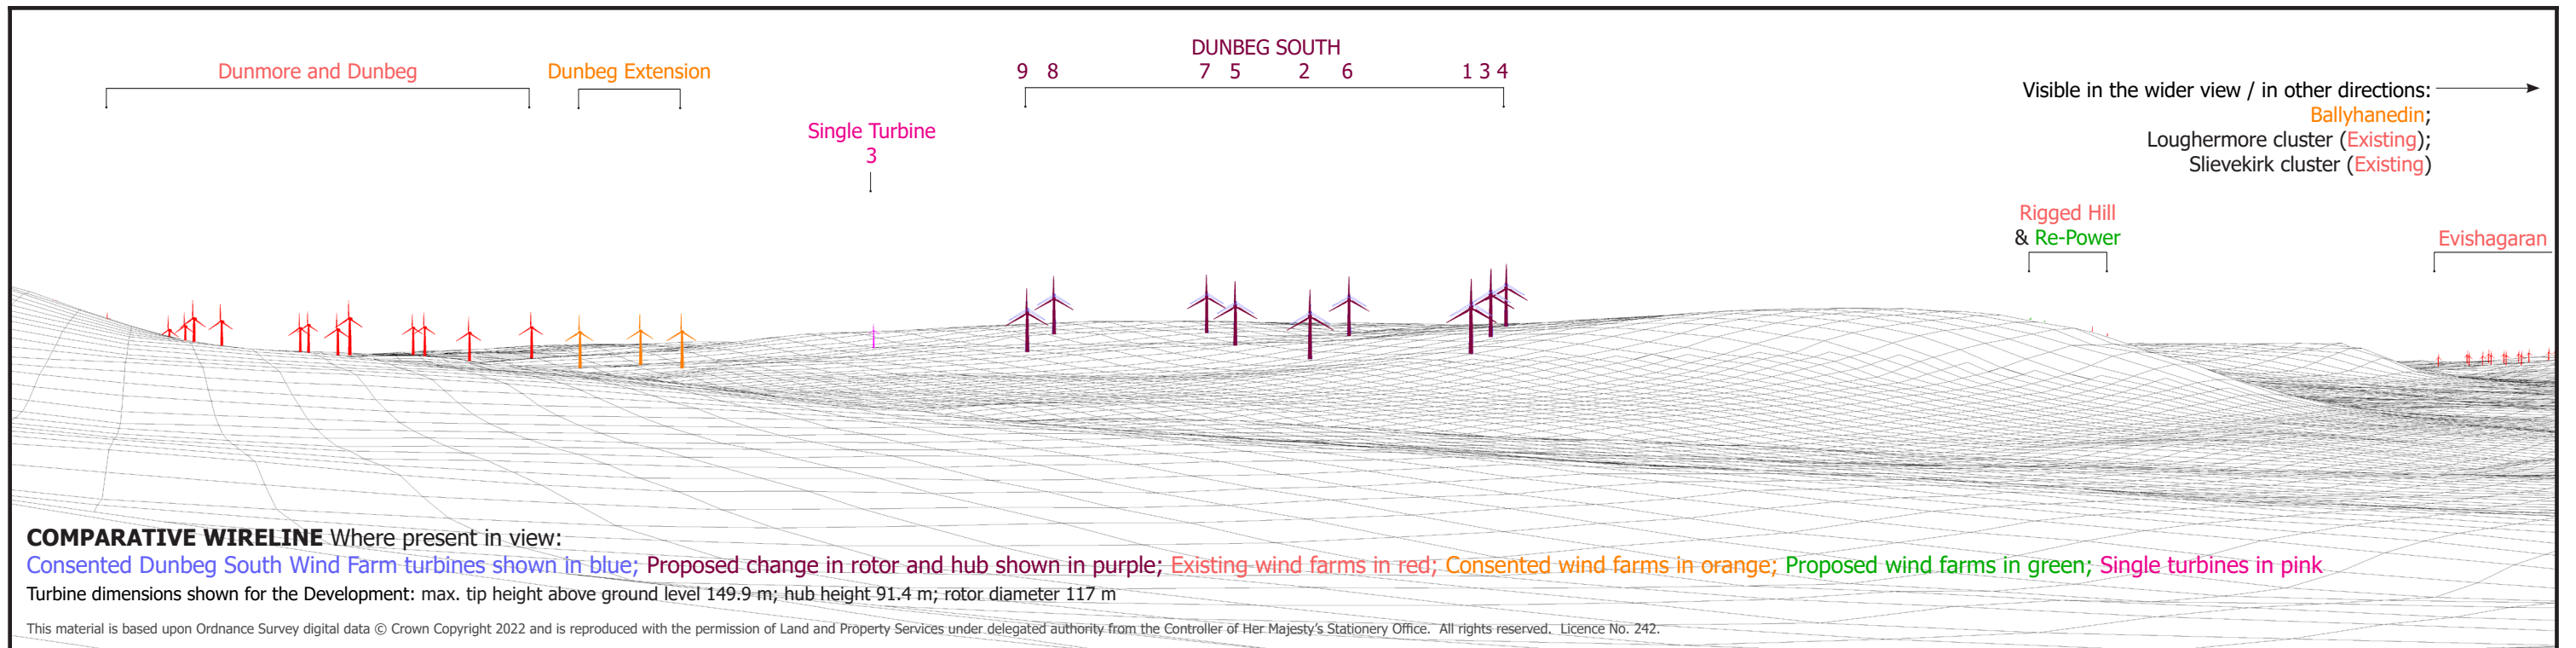 DUNBEG SOUTH
Dunmore and Dunbeg
Dunbeg Extension
9 8 7 5 2 6 1 3 4
Visible in the wider view / in other directions:
Ballyhanedin;
Single Turbine
3
Loughermore cluster (Existing);
Slievekirk cluster (Existing)
Rigged Hill
& Re-Power
Evishagaran
COMPARATIVE WIRELINE Where present in view:
Consented Dunbeg South Wind Farm turbines shown in blue; Proposed change in rotor and hub shown in purple; Existing wind farms in red; Consented wind farms in orange; Proposed wind farms in green; Single turbines in pink
Turbine dimensions shown for the Development: max. tip height above ground level 149.9 m; hub height 91.4 m; rotor diameter 117 m
This material is based upon Ordnance Survey digital data © Crown Copyright 2022 and is reproduced with the permission of Land and Property Services under delegated authority from the Controller of Her Majesty's Stationery Office. All rights reserved. Licence No. 242.